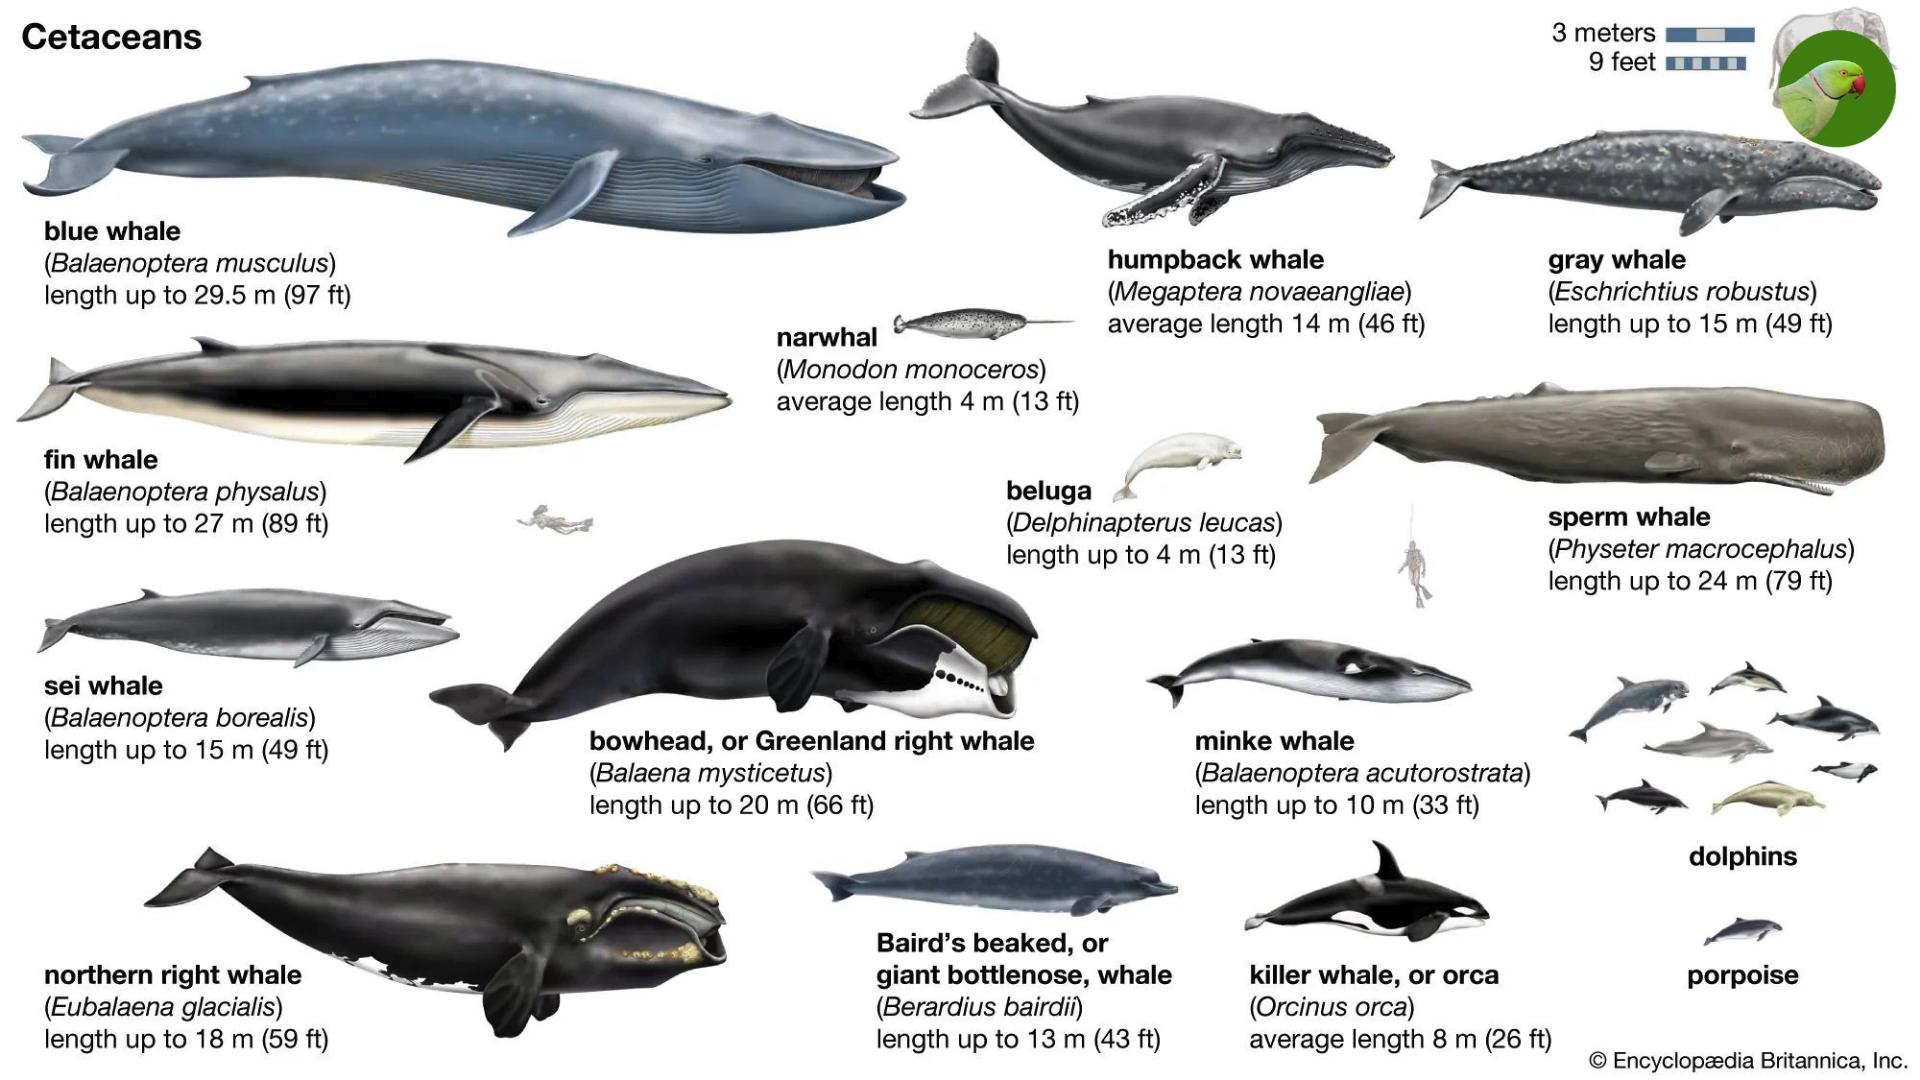 Cetaceans
3 meters
9 feet
blue whale
(Balaenoptera musculus)
length up to 29.5 m (97 ft)
humpback whale
(Megaptera novaeangliae)
average length 14 m (46 ft)
gray whale
(Eschrichtius robustus)
length up to 15 m (49 ft)
narwhal
(Monodon monoceros)
average length 4 m (13 ft)
fin whale
(Balaenoptera physalus)
length up to 27 m (89 ft)
beluga
(Delphinapterus leucas)
length up to 4 m (13 ft)
sperm whale
(Physeter macrocephalus)
length up to 24 m (79 ft)
sei whale
(Balaenoptera borealis)
length up to 15 m (49 ft)
bowhead, or Greenland right whale
(Balaena mysticetus)
length up to 20 m (66 ft)
minke whale
(Balaenoptera acutorostrata)
length up to 10 m (33 ft)
dolphins
northern right whale
(Eubalaena glacialis)
length up to 18 m (59 ft)
Baird’s beaked, or
giant bottlenose, whale
(Berardius bairdii)
length up to 13 m (43 ft)
killer whale, or orca
(Orcinus orca)
average length 8 m (26 ft)
porpoise
© Encyclopædia Britannica, Inc.